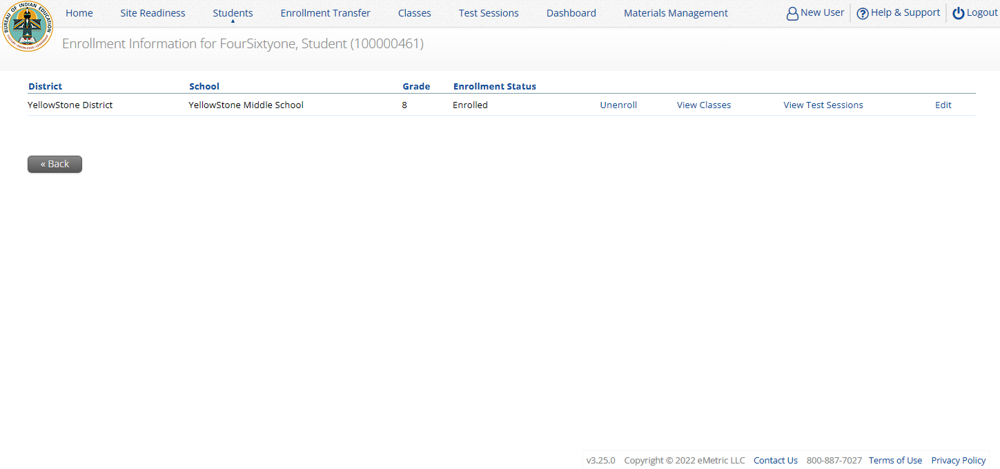 BUREAU OF INDIAN EDUCATION
CULTURE • KNOWLEDGE • LEADERSHIP
Home Site Readiness Students Enrollment Transfer Classes Test Sessions Dashboard Materials Management New User Help & Support Logout
Enrollment Information for FourSixtyone, Student (100000461)
District School Grade Enrollment Status
YellowStone District YellowStone Middle School 8 Enrolled Unenroll View Classes View Test Sessions Edit
« Back
v3.25.0 Copyright © 2022 eMetric LLC Contact Us 800-887-7027 Terms of Use Privacy Policy